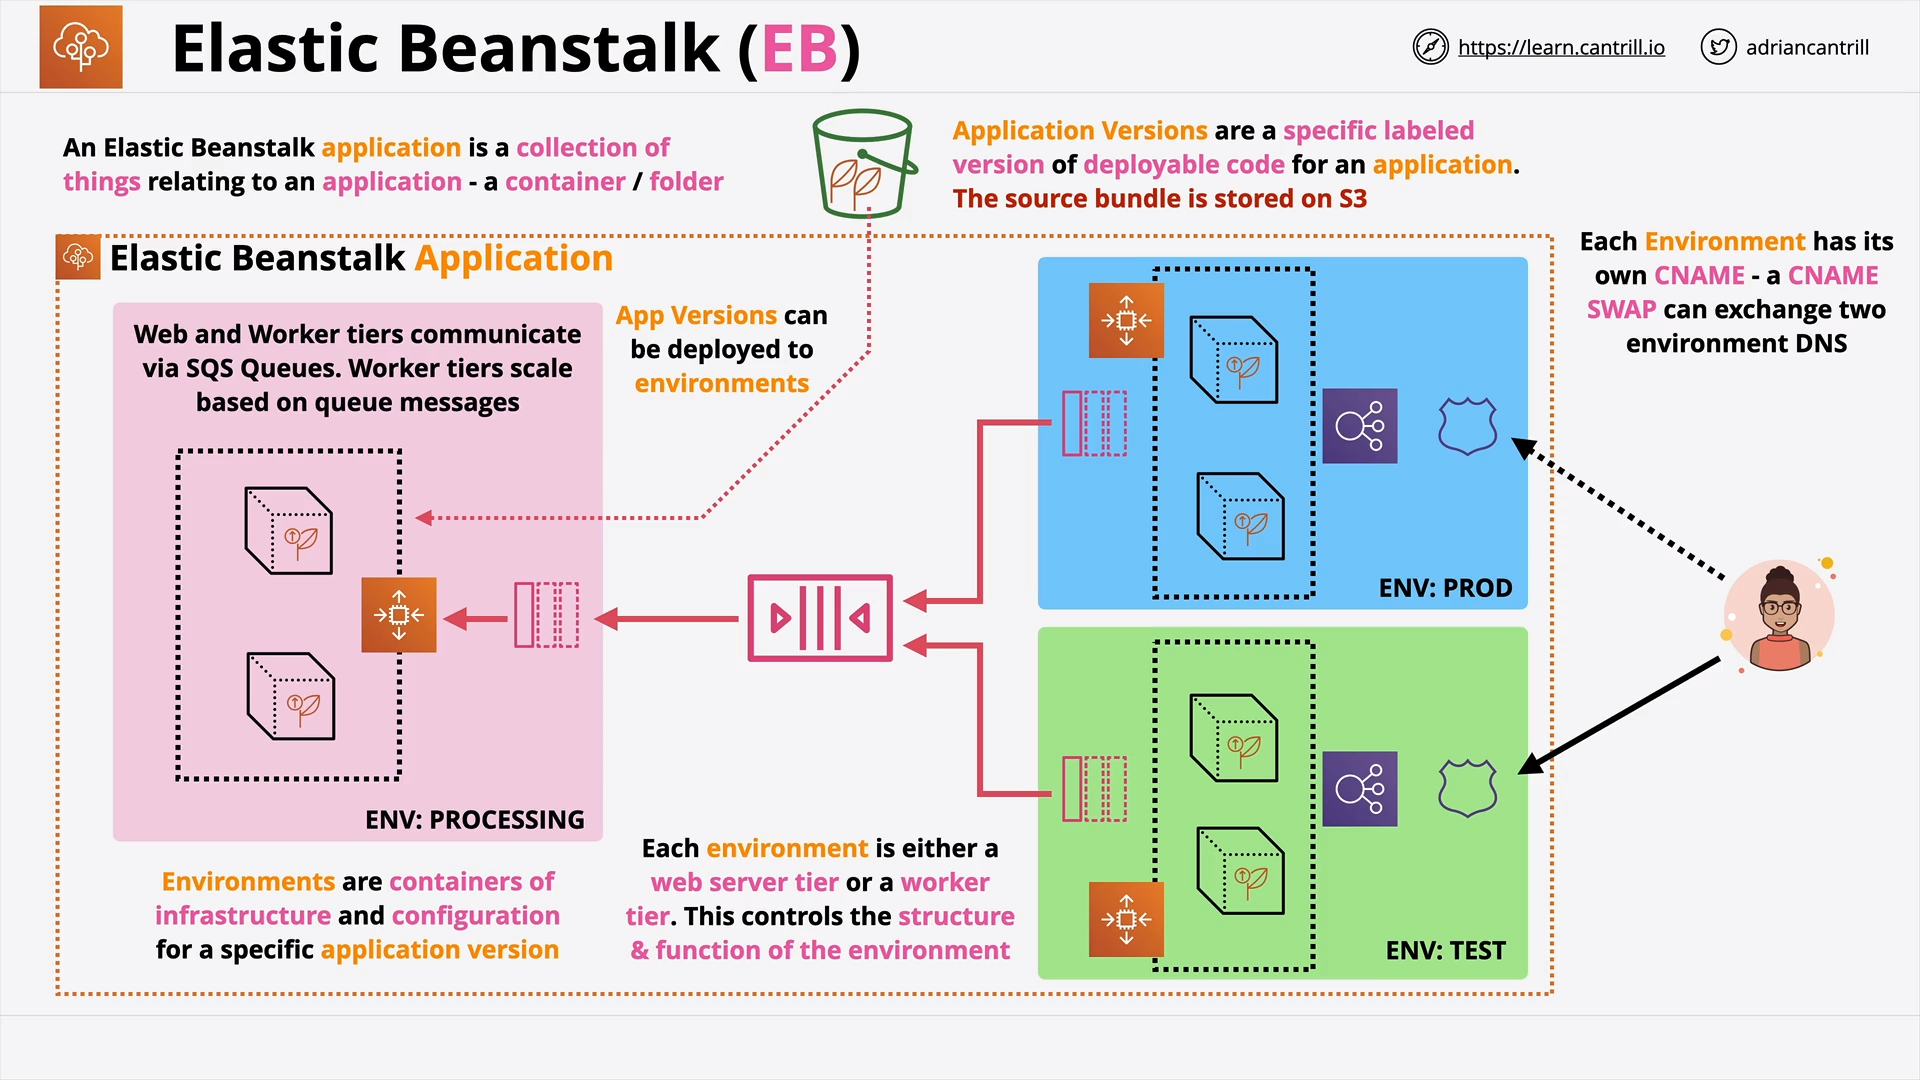 Elastic Beanstalk (EB)
https://learn.cantrill.io
adriancantrill
An Elastic Beanstalk application is a collection of
things relating to an application - a container / folder
Application Versions are a specific labeled
version of deployable code for an application.
The source bundle is stored on S3
Each Environment has its
own CNAME - a CNAME
SWAP can exchange two
environment DNS
Elastic Beanstalk Application
Web and Worker tiers communicate
via SQS Queues. Worker tiers scale
based on queue messages
App Versions can
be deployed to
environments
ENV: PROD
ENV: PROCESSING
Environments are containers of
infrastructure and configuration
for a specific application version
Each environment is either a
web server tier or a worker
tier. This controls the structure
& function of the environment
ENV: TEST